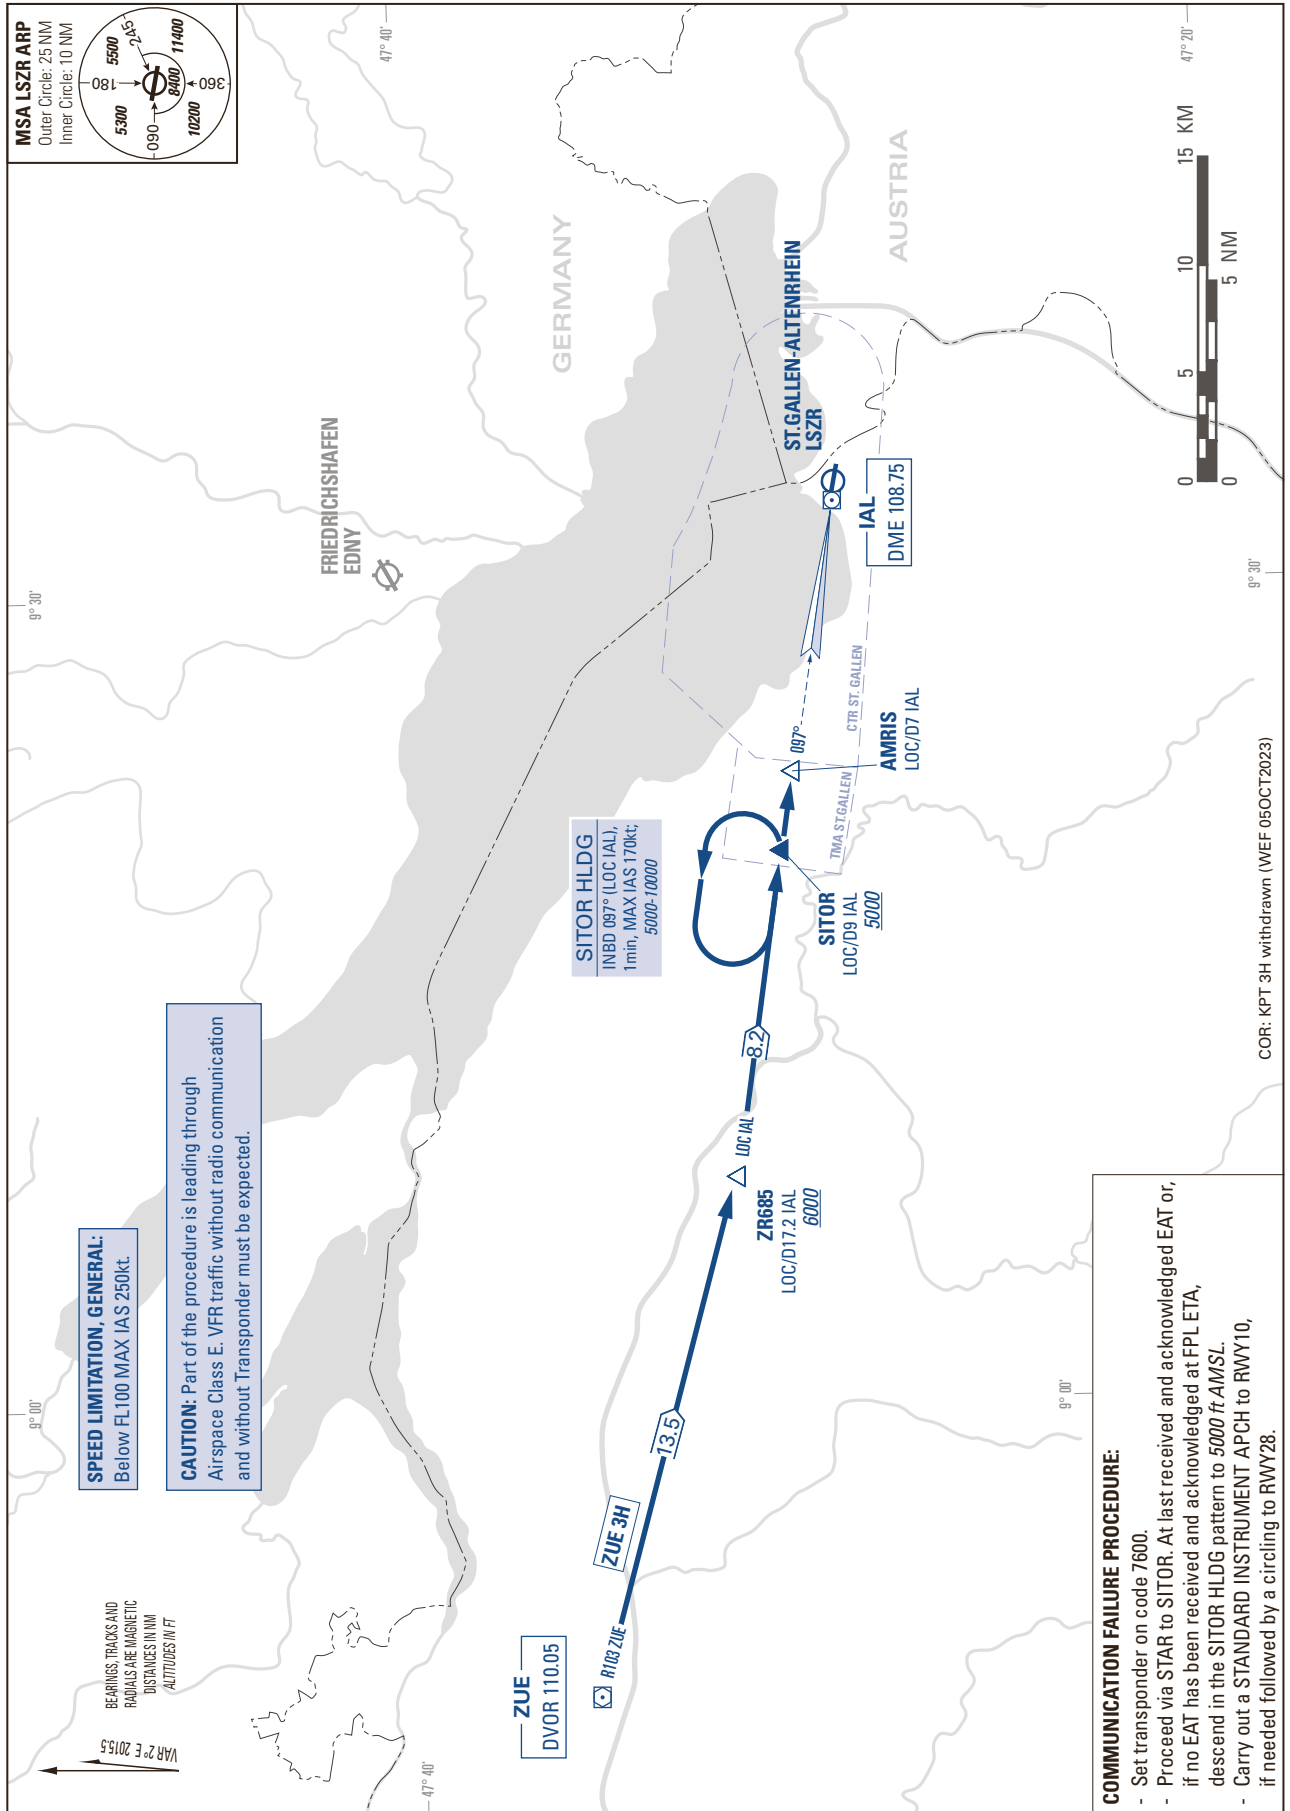 VAR 2° E 2015.5
BEARINGS, TRACKS AND
RADIALS ARE MAGNETIC
DISTANCES IN NM
ALTITUDES IN FT
9° 00'
9° 30'
MSA LSZR ARP
Outer Circle: 25 NM
Inner Circle: 10 NM
180
245
090
360
5300
5500
8400
10200
11400
SPEED LIMITATION, GENERAL:
Below FL100 MAX IAS 250kt.
CAUTION: Part of the procedure is leading through
Airspace Class E. VFR traffic without radio communication
and without Transponder must be expected.
FRIEDRICHSHAFEN
EDNY
47° 40'
47° 40'
GERMANY
ZUE
DVOR 110.05
R103 ZUE
ZUE 3H
13.5
ZR685
LOC/D17.2 IAL
6000
LOC IAL
8.2
SITOR HLDG
INBD 097° (LOC IAL),
1min, MAX IAS 170kt;
5000-10000
SITOR
LOC/D9 IAL
5000
TMA ST.GALLEN
097°
AMRIS
LOC/D7 IAL
CTR ST. GALLEN
ST.GALLEN-ALTENRHEIN
LSZR
IAL
DME 108.75
AUSTRIA
9° 00'
9° 30'
47° 20'
0 5 10 15 KM
0 5 NM
COMMUNICATION FAILURE PROCEDURE:
- Set transponder on code 7600.
- Proceed via STAR to SITOR. At last received and acknowledged EAT or,
if no EAT has been received and acknowledged at FPL ETA,
descend in the SITOR HLDG pattern to 5000 ft AMSL.
- Carry out a STANDARD INSTRUMENT APCH to RWY10,
if needed followed by a circling to RWY28.
COR: KPT 3H withdrawn (WEF 05OCT2023)